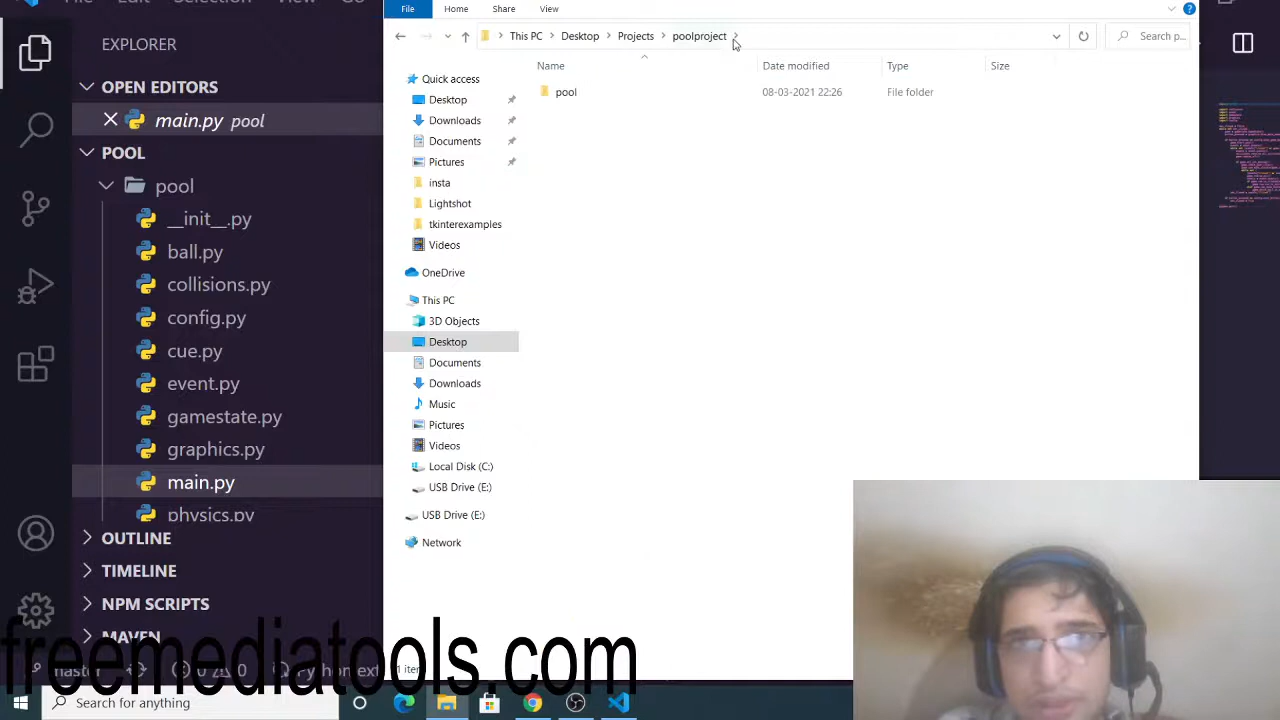 File Edit Selection View Go
File Home Share View
EXPLORER
This PC Desktop Projects poolproject
Search p...
OPEN EDITORS
main.py pool
POOL
pool
__init__.py
ball.py
collisions.py
config.py
cue.py
event.py
gamestate.py
graphics.py
main.py
physics.py
OUTLINE
TIMELINE
NPM SCRIPTS
MAVEN
master
0 0
Name Date modified Type Size
pool 08-03-2021 22:26 File folder
Quick access
Desktop
Downloads
Documents
Pictures
insta
Lightshot
tkinterexamples
Videos
OneDrive
This PC
3D Objects
Desktop
Documents
Downloads
Music
Pictures
Videos
Local Disk (C:)
USB Drive (E:)
USB Drive (E:)
Network
freemediatools.com
Search for anything